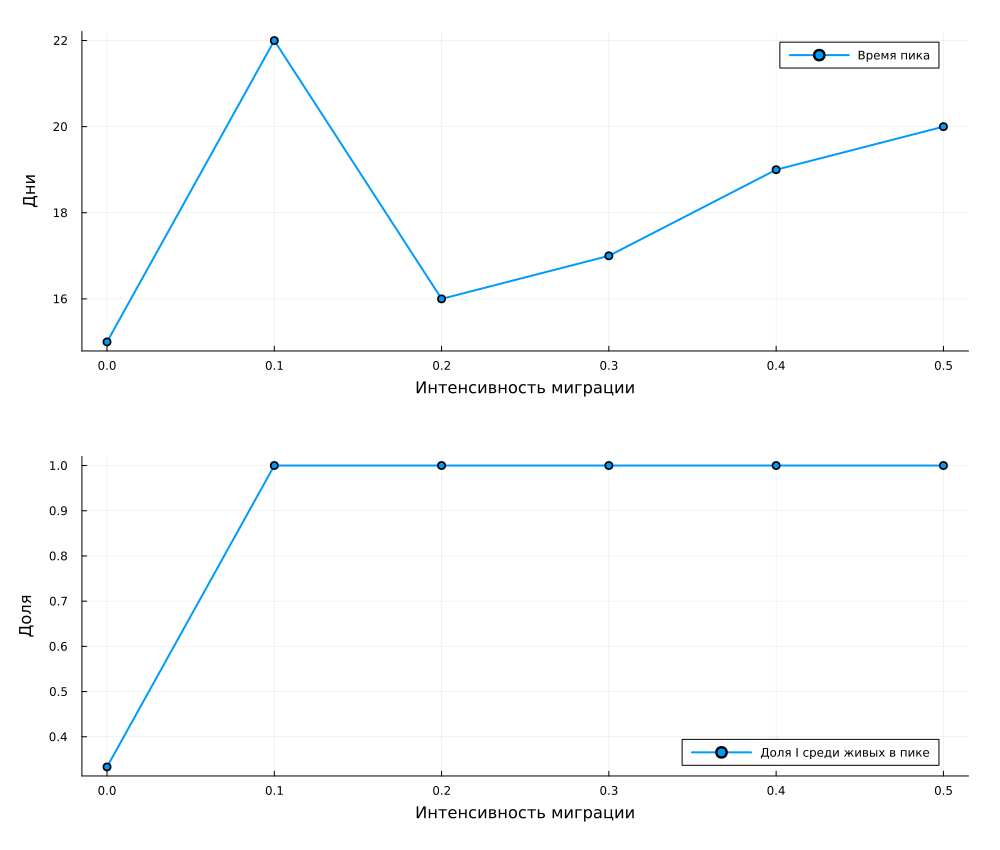 22
20
18
16
Дни
Время пика
0.0 0.1 0.2 0.3 0.4 0.5
Интенсивность миграции
1.0
0.9
0.8
0.7
0.6
0.5
0.4
Доля
Доля I среди живых в пике
0.0 0.1 0.2 0.3 0.4 0.5
Интенсивность миграции